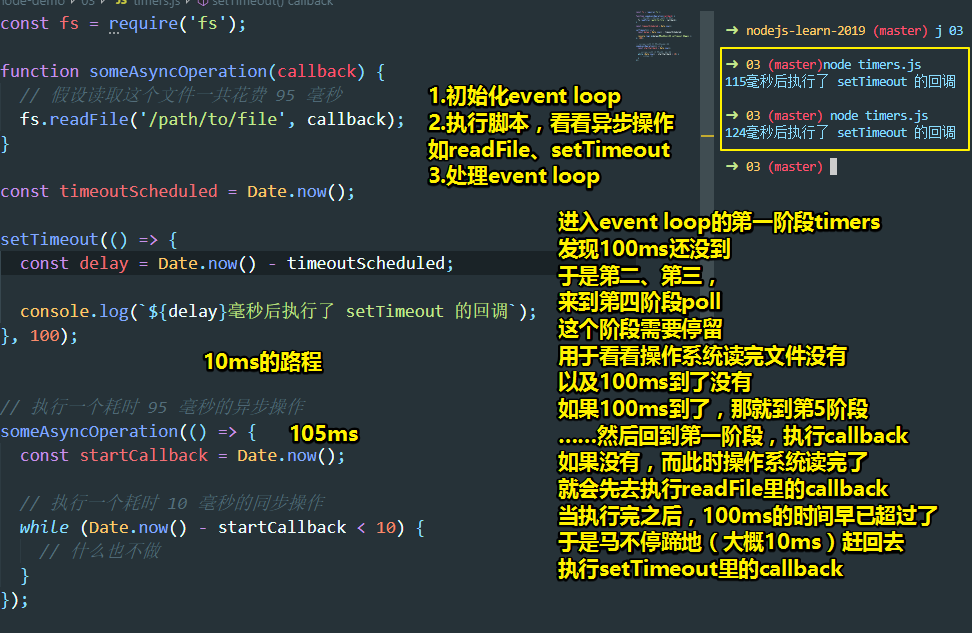 node-demo › 03 › JS timers.js › setTimeout() callback
const fs = require('fs');
function someAsyncOperation(callback) {
// 假设读取这个文件一共花费 95 毫秒
fs.readFile('/path/to/file', callback);
}
const timeoutScheduled = Date.now();
setTimeout(() => {
const delay = Date.now() - timeoutScheduled;
console.log(`${delay}毫秒后执行了 setTimeout 的回调`);
}, 100);
10ms的路程
// 执行一个耗时 95 毫秒的异步操作
someAsyncOperation(() => {
105ms
const startCallback = Date.now();
// 执行一个耗时 10 毫秒的同步操作
while (Date.now() - startCallback < 10) {
// 什么也不做
}
});
1.初始化event loop
2.执行脚本，看看异步操作
如readFile、setTimeout
3.处理event loop
→ nodejs-learn-2019 (master) j 03
→ 03 (master)node timers.js
115毫秒后执行了 setTimeout 的回调
→ 03 (master) node timers.js
124毫秒后执行了 setTimeout 的回调
→ 03 (master)
进入event loop的第一阶段timers
发现100ms还没到
于是第二、第三，
来到第四阶段poll
这个阶段需要停留
用于看看操作系统读完文件没有
以及100ms到了没有
如果100ms到了，那就到第5阶段
……然后回到第一阶段，执行callback
如果没有，而此时操作系统读完了
就会先去执行readFile里的callback
当执行完之后，100ms的时间早已超过了
于是马不停蹄地（大概10ms）赶回去
执行setTimeout里的callback